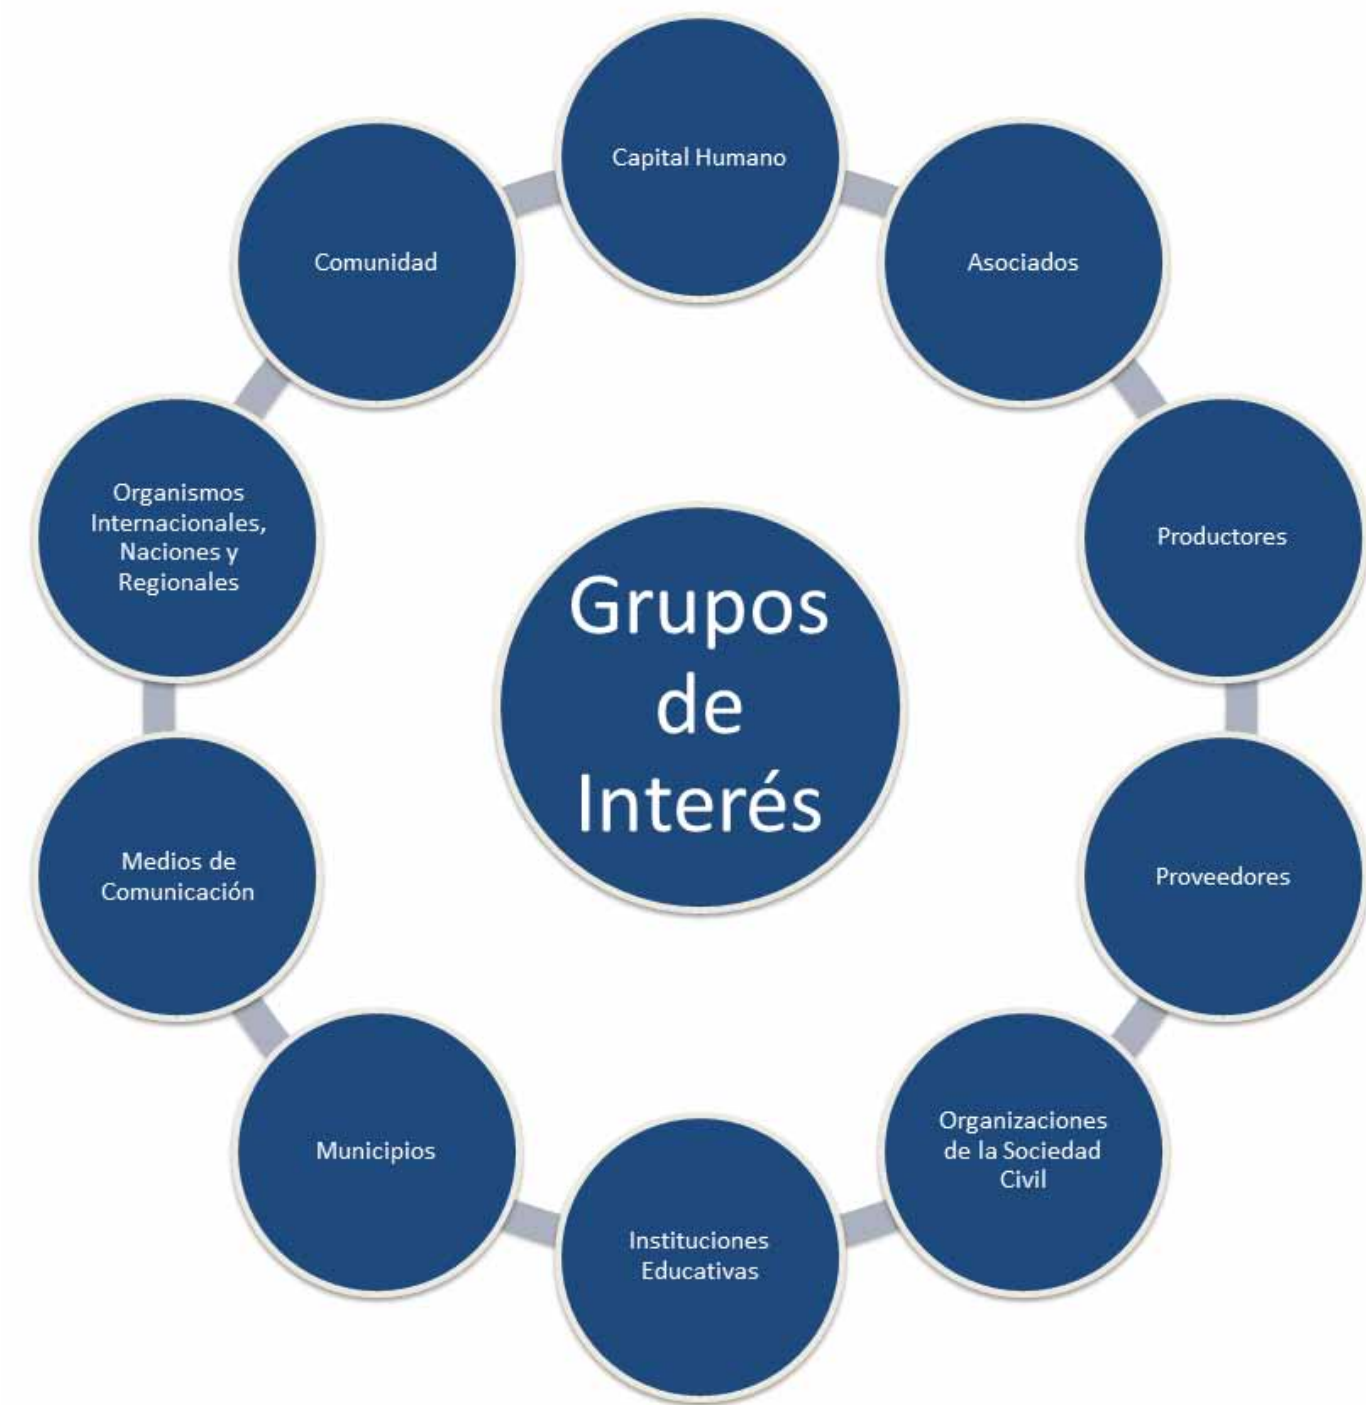 Capital Humano
Asociados
Productores
Proveedores
Organizaciones
de la Sociedad
Civil
Instituciones
Educativas
Municipios
Medios de
Comunicación
Organismos
Internacionales,
Naciones y
Regionales
Comunidad
Grupos
de
Interés